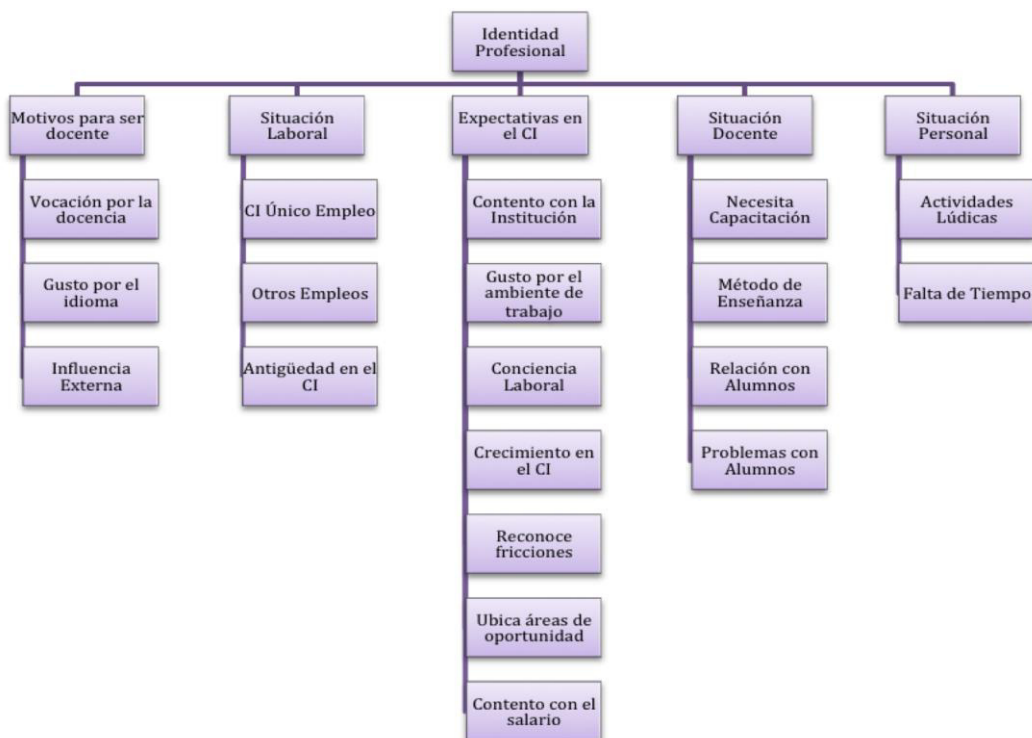 Identidad
Profesional
Motivos para ser
docente
Situación
Laboral
Expectativas en
el CI
Situación
Docente
Situación
Personal
Vocación por la
docencia
CI Único Empleo
Contento con la
Institución
Necesita
Capacitación
Actividades
Lúdicas
Gusto por el
idioma
Otros Empleos
Gusto por el
ambiente de
trabajo
Método de
Enseñanza
Falta de Tiempo
Influencia
Externa
Antigüedad en el
CI
Conciencia
Laboral
Relación con
Alumnos
Crecimiento en
el CI
Problemas con
Alumnos
Reconoce
fricciones
Ubica áreas de
oportunidad
Contento con el
salario